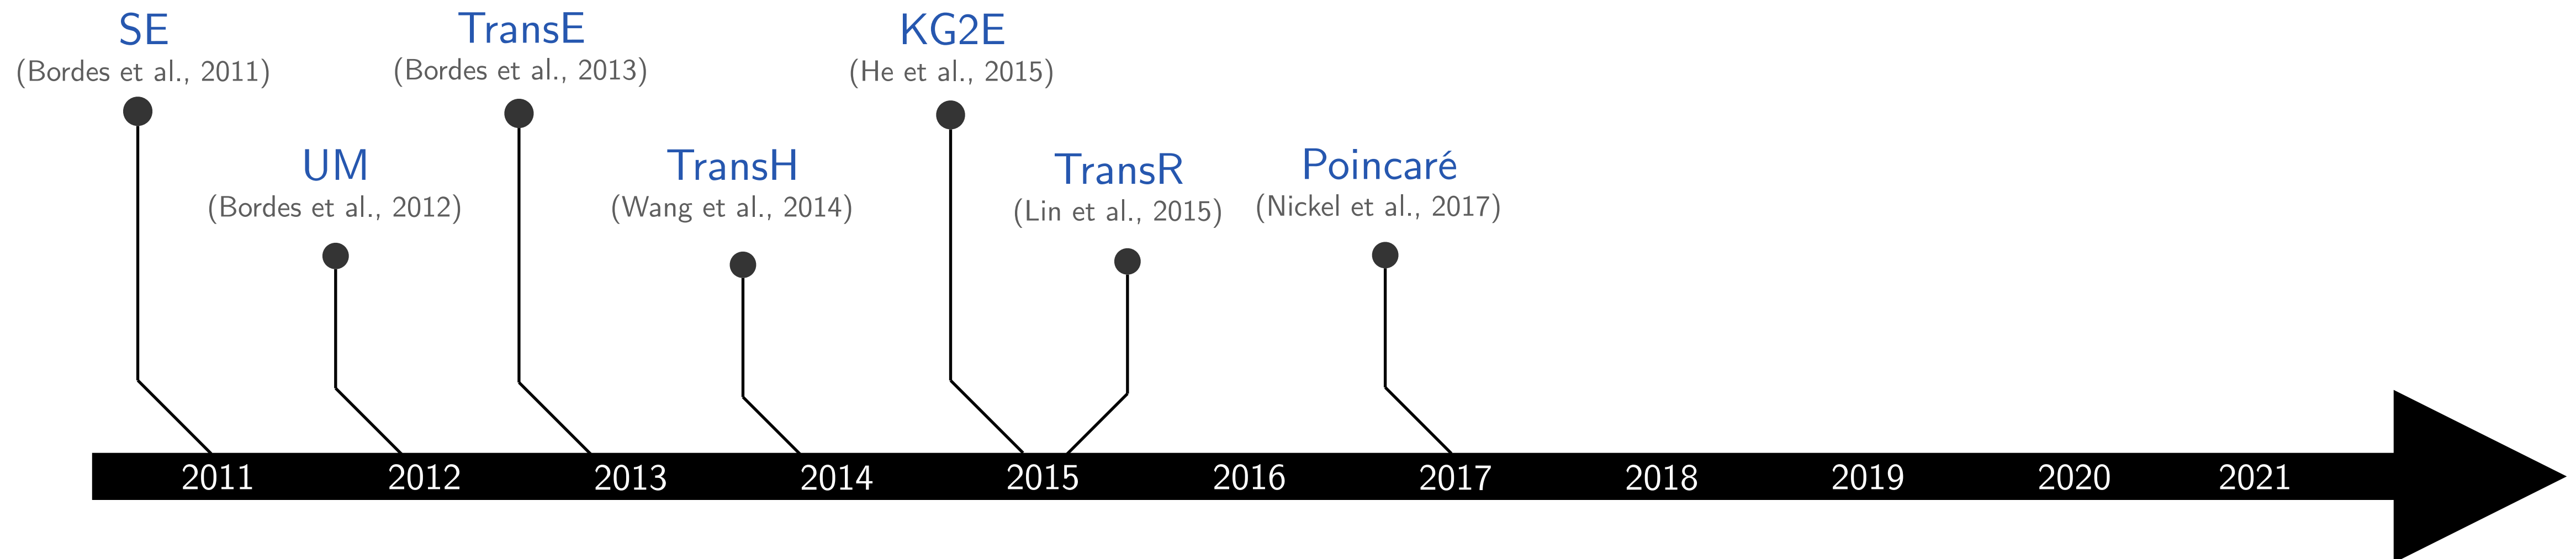 SE
(Bordes et al., 2011)
TransE
(Bordes et al., 2013)
KG2E
(He et al., 2015)
UM
(Bordes et al., 2012)
TransH
(Wang et al., 2014)
TransR
(Lin et al., 2015)
Poincaré
(Nickel et al., 2017)
2011 2012 2013 2014 2015 2016 2017 2018 2019 2020 2021